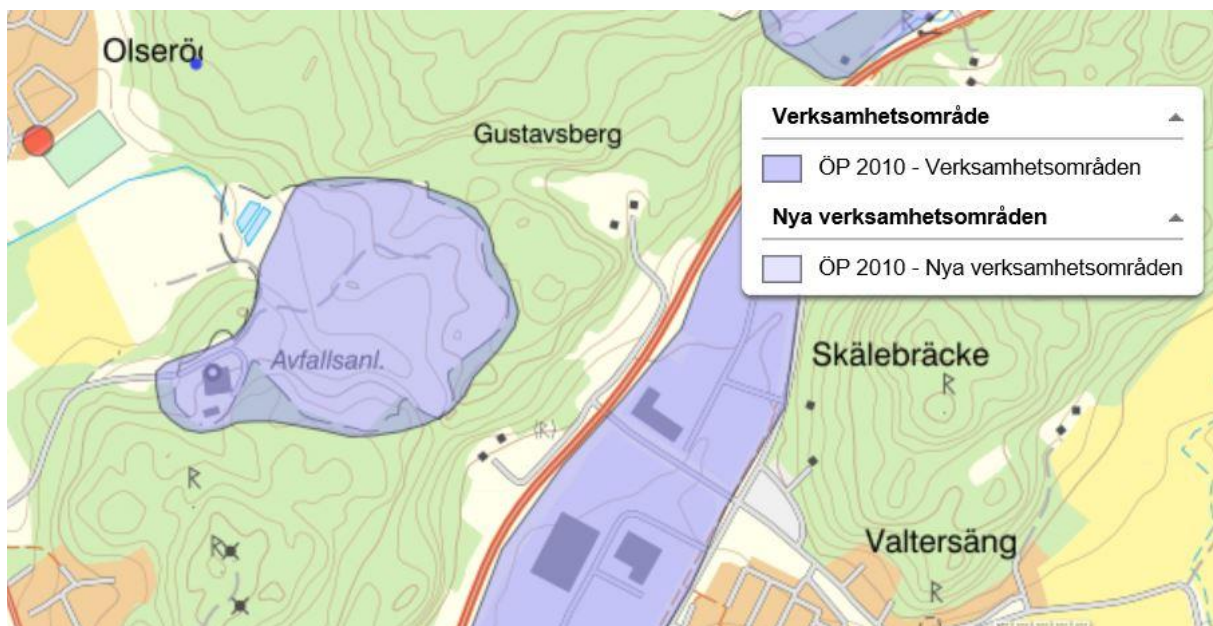 Olserö
Gustavsberg
Verksamhetsområde
ÖP 2010 - Verksamhetsområden
Nya verksamhetsområden
ÖP 2010 - Nya verksamhetsområden
Avfallsanl.
Skälebräcke
R
(R)
R
R
Valtersäng
R
R